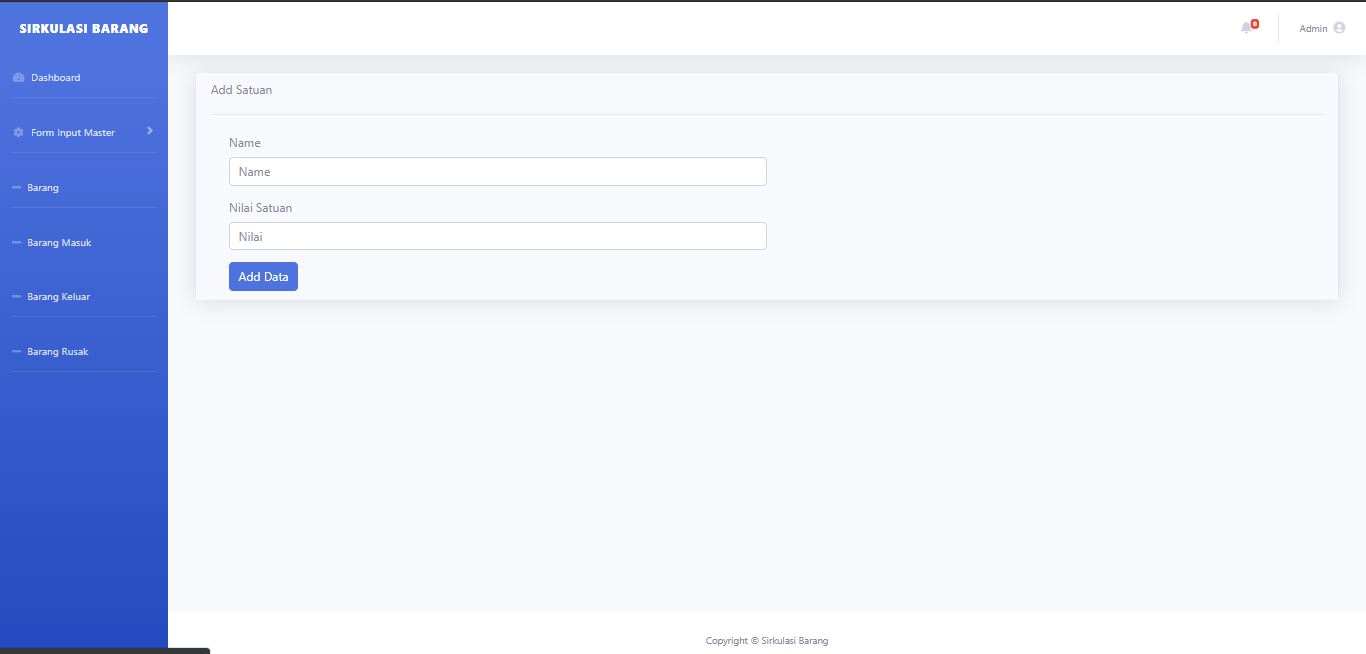 SIRKULASI BARANG
Admin
Dashboard
Form Input Master
Barang
Barang Masuk
Barang Keluar
Barang Rusak
Add Satuan
Name
Name
Nilai Satuan
Nilai
Add Data
Copyright © Sirkulasi Barang